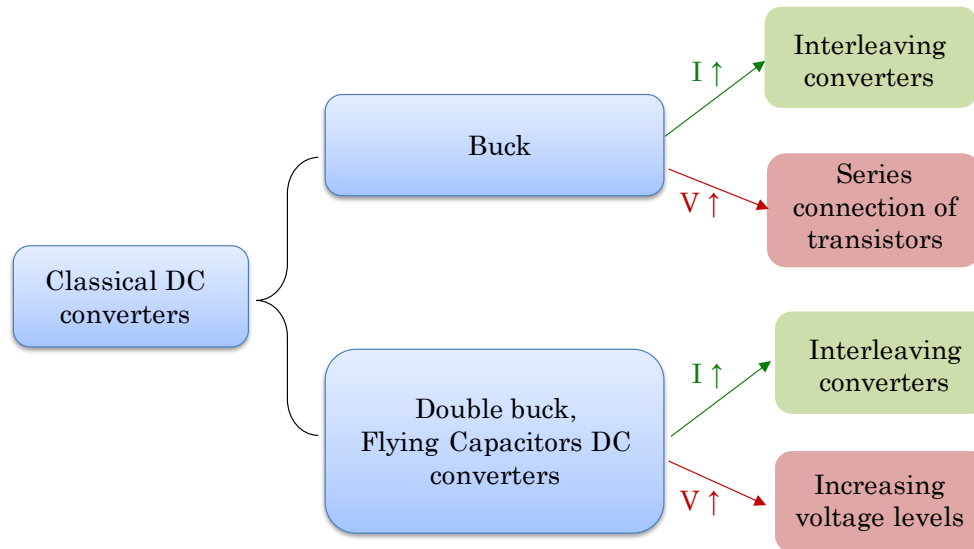 Classical DC
converters
Buck
I ↑
Interleaving
converters
V ↑
Series
connection of
transistors
Double buck,
Flying Capacitors DC
converters
I ↑
Interleaving
converters
V ↑
Increasing
voltage levels